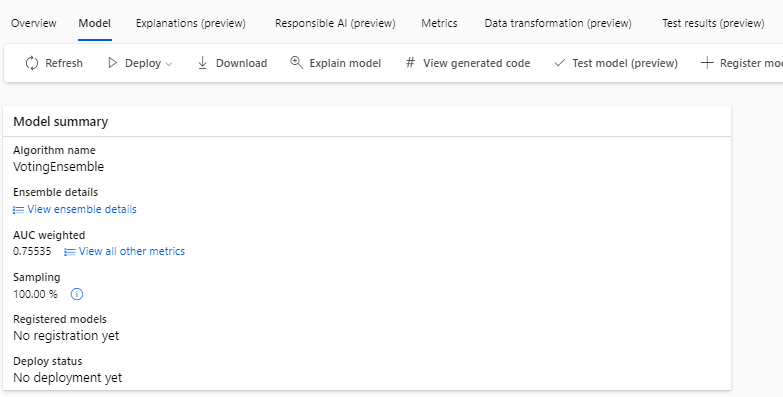 Overview Model Explanations (preview) Responsible AI (preview) Metrics Data transformation (preview) Test results (preview)
Refresh Deploy Download Explain model # View generated code Test model (preview) Register mo
Model summary
Algorithm name
VotingEnsemble
Ensemble details
View ensemble details
AUC weighted
0.75535 View all other metrics
Sampling
100.00 %
Registered models
No registration yet
Deploy status
No deployment yet